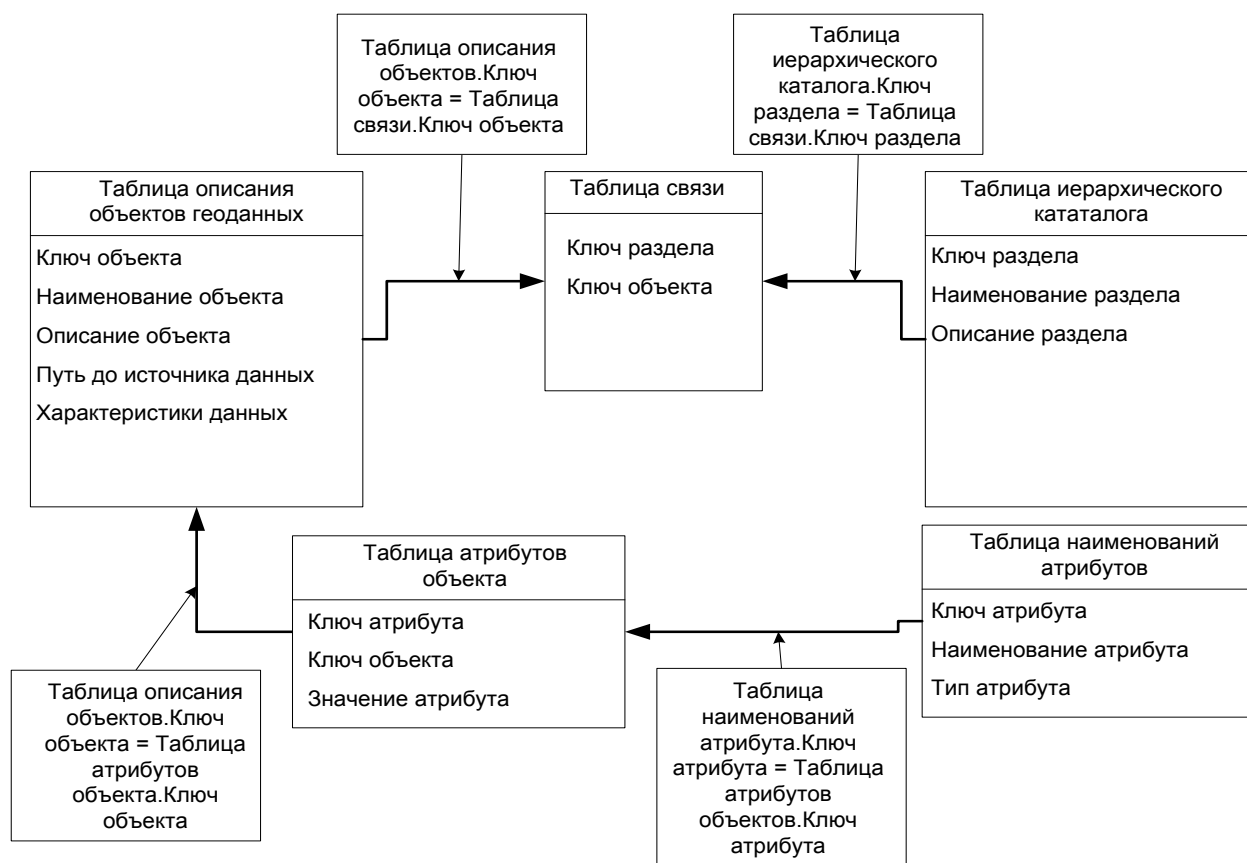 Таблица описания
объектов.Ключ
объекта = Таблица
связи.Ключ объекта
Таблица
иерархического
каталога.Ключ
раздела = Таблица
связи.Ключ раздела
Таблица описания
объектов геоданных
Ключ объекта
Наименование объекта
Описание объекта
Путь до источника данных
Характеристики данных
Таблица связи
Ключ раздела
Ключ объекта
Таблица иерархического
кататалога
Ключ раздела
Наименование раздела
Описание раздела
Таблица атрибутов
объекта
Ключ атрибута
Ключ объекта
Значение атрибута
Таблица наименований
атрибутов
Ключ атрибута
Наименование атрибута
Тип атрибута
Таблица описания
объектов.Ключ
объекта = Таблица
атрибутов
объекта.Ключ
объекта
Таблица
наименований
атрибута.Ключ
атрибута = Таблица
атрибутов
объектов.Ключ
атрибута